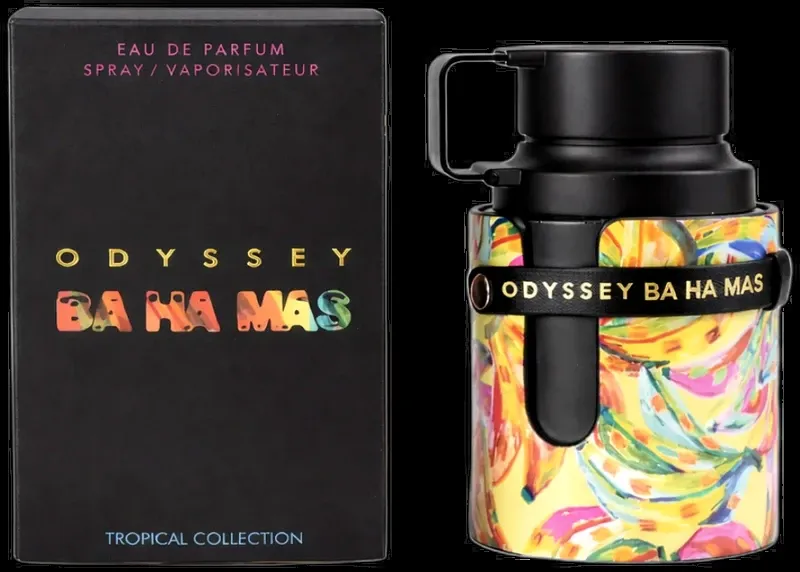 EAU DE PARFUM
SPRAY / VAPORISATEUR
ODYSSEY
BA HA MAS
TROPICAL COLLECTION
ODYSSEY BA HA MAS